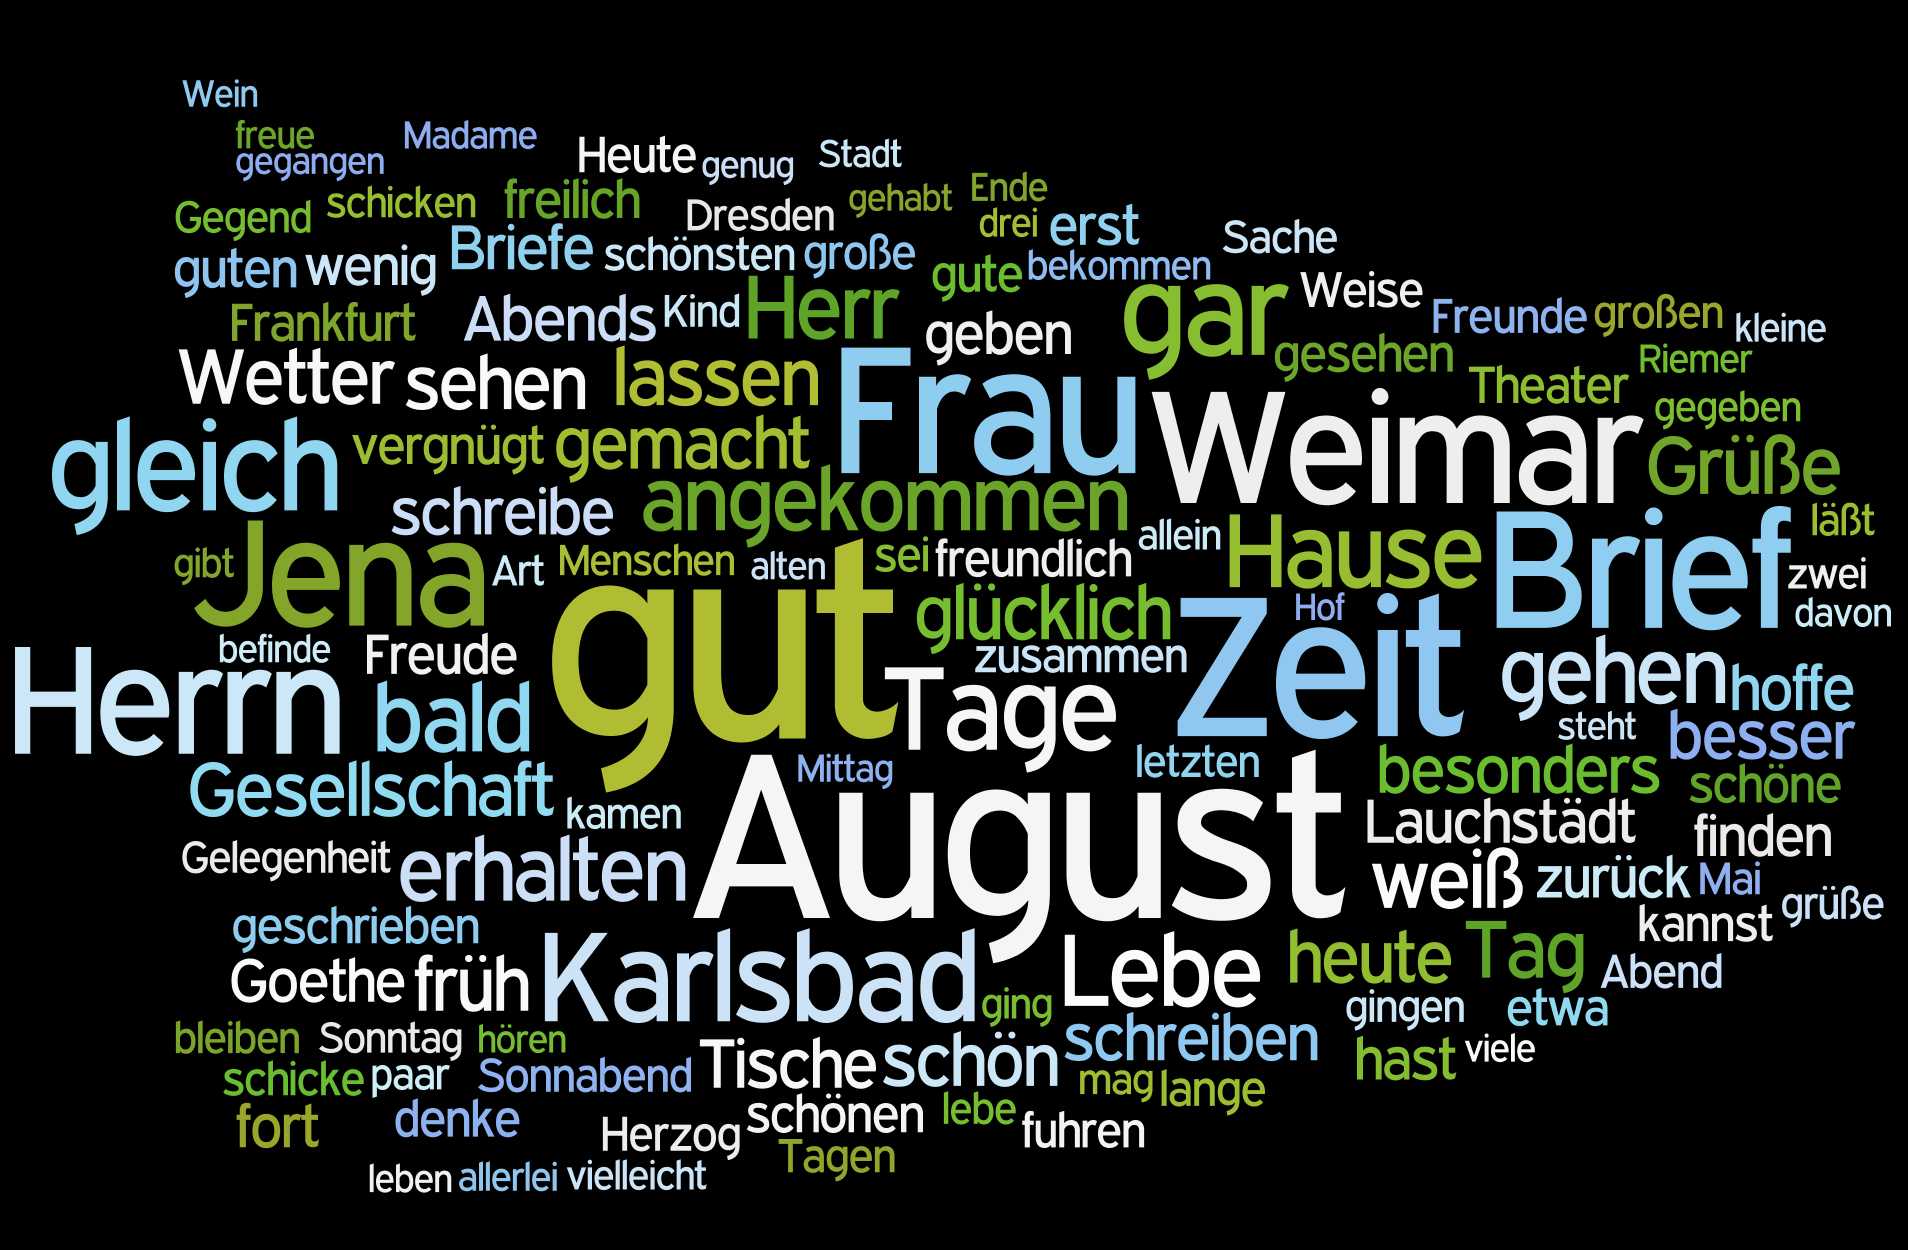 Wein
freue
Madame
gegangen
Heute
genug
Stadt
Gegend
schicken
freilich
Dresden
gehabt
Ende
drei
erst
Sache
guten
wenig
Briefe
schönsten
große
gute
bekommen
Weise
Freunde
großen
kleine
Frankfurt
Abends
Kind
Herr
geben
gar
gesehen
Riemer
Wetter
sehen
lassen
Frau
Weimar
Theater
gegeben
gleich
vergnügt
gemacht
Grüße
schreibe
angekommen
allein
Hause
Brief
läßt
gibt
Jena
Art
Menschen
alten
sei
freundlich
zwei
gut
glücklich
Zeit
Hof
davon
befinde
Freude
zusammen
gehen
hoffe
Herrn
bald
Tage
steht
besser
Gesellschaft
Mittag
letzten
besonders
schöne
kamen
August
Lauchstädt
finden
Gelegenheit
erhalten
weiß
zurück
Mai
grüße
geschrieben
kannst
Goethe
früh
Karlsbad
Lebe
heute
Tag
Abend
ging
gingen
etwa
bleiben
Sonntag
hören
schreiben
hast
viele
schicke
paar
Sonnabend
Tische
schön
mag
lange
fort
denke
Herzog
schönen
lebe
fuhren
Tagen
leben
allerlei
vielleicht